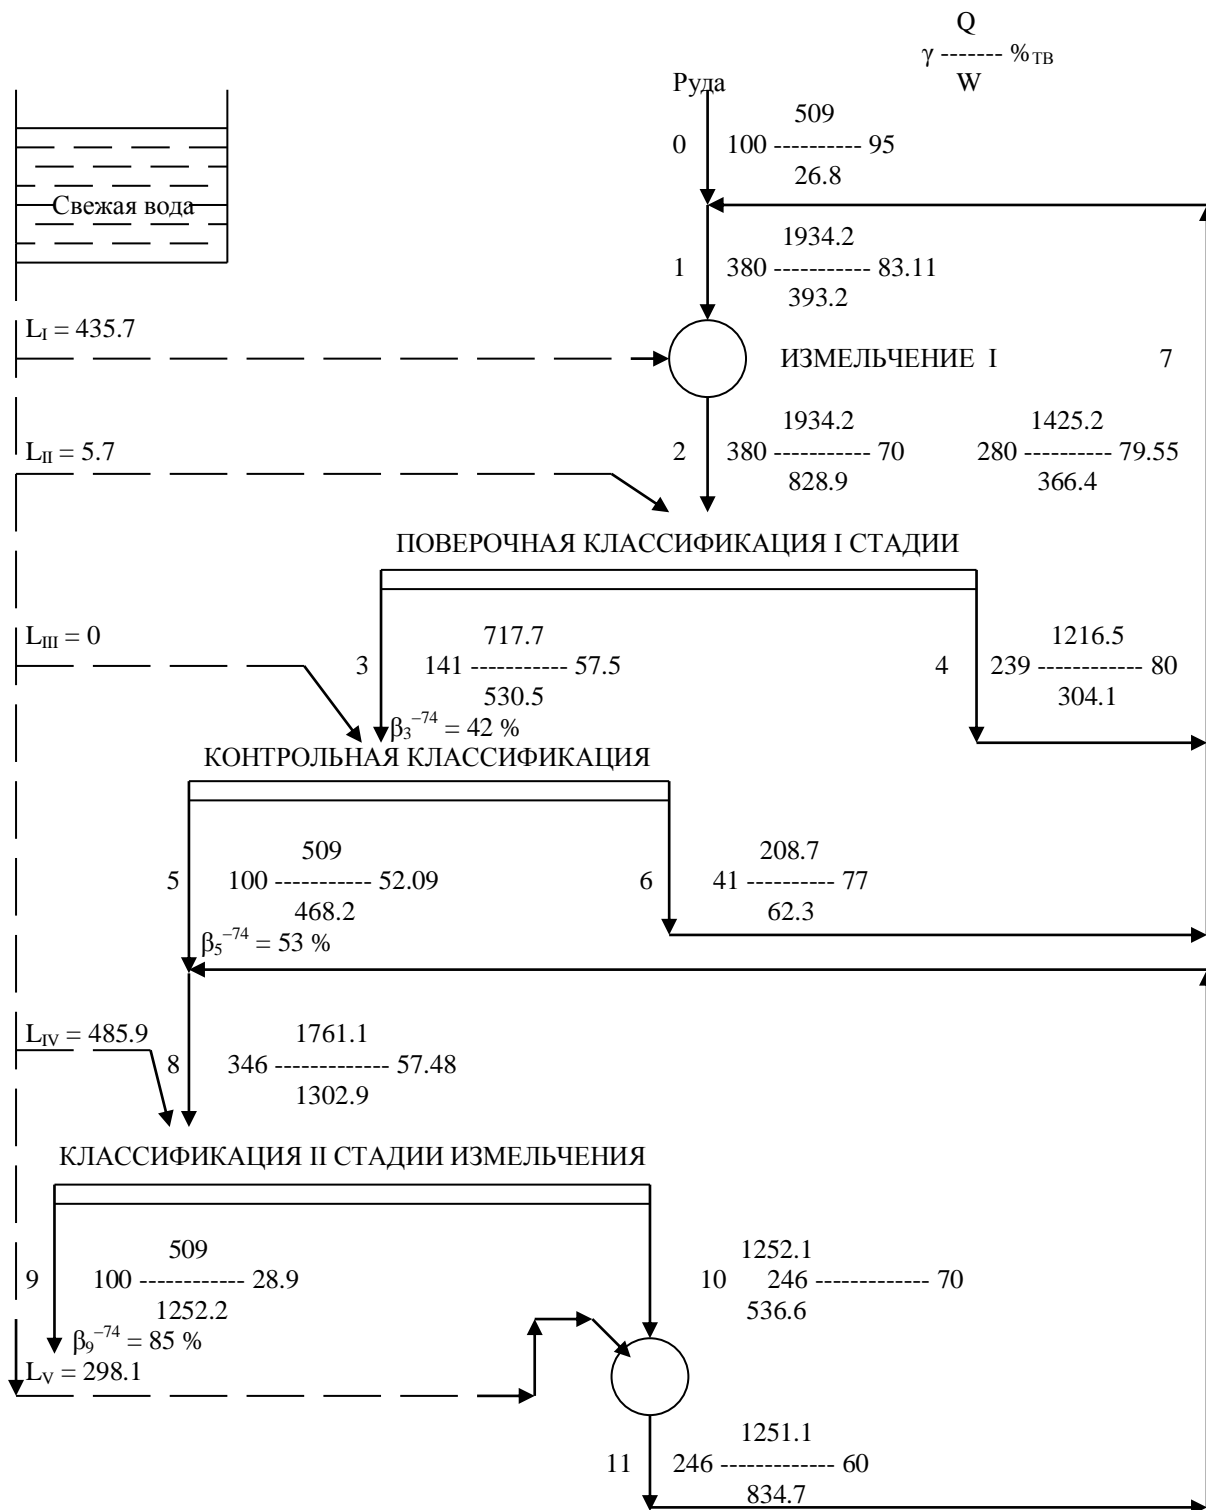 Q
γ ------- %ТВ
W
Руда
509
0 100 ---------- 95
26.8
Свежая вода
1934.2
1 380 ----------- 83.11
393.2
LI = 435.7
ИЗМЕЛЬЧЕНИЕ I 7
1934.2 1425.2
LII = 5.7
2 380 ----------- 70 280 ---------- 79.55
828.9 366.4
ПОВЕРОЧНАЯ КЛАССИФИКАЦИЯ I СТАДИИ
LIII = 0
717.7 1216.5
3 141 ----------- 57.5 4 239 ------------ 80
530.5 304.1
β3⁻⁷⁴ = 42 %
КОНТРОЛЬНАЯ КЛАССИФИКАЦИЯ
509 208.7
5 100 ----------- 52.09 6 41 ---------- 77
468.2 62.3
β5⁻⁷⁴ = 53 %
LIV = 485.9
1761.1
8 346 ------------- 57.48
1302.9
КЛАССИФИКАЦИЯ II СТАДИИ ИЗМЕЛЬЧЕНИЯ
509 1252.1
9 100 ------------ 28.9 10 246 ------------- 70
1252.2 536.6
β9⁻⁷⁴ = 85 %
LV = 298.1
1251.1
11 246 ------------- 60
834.7